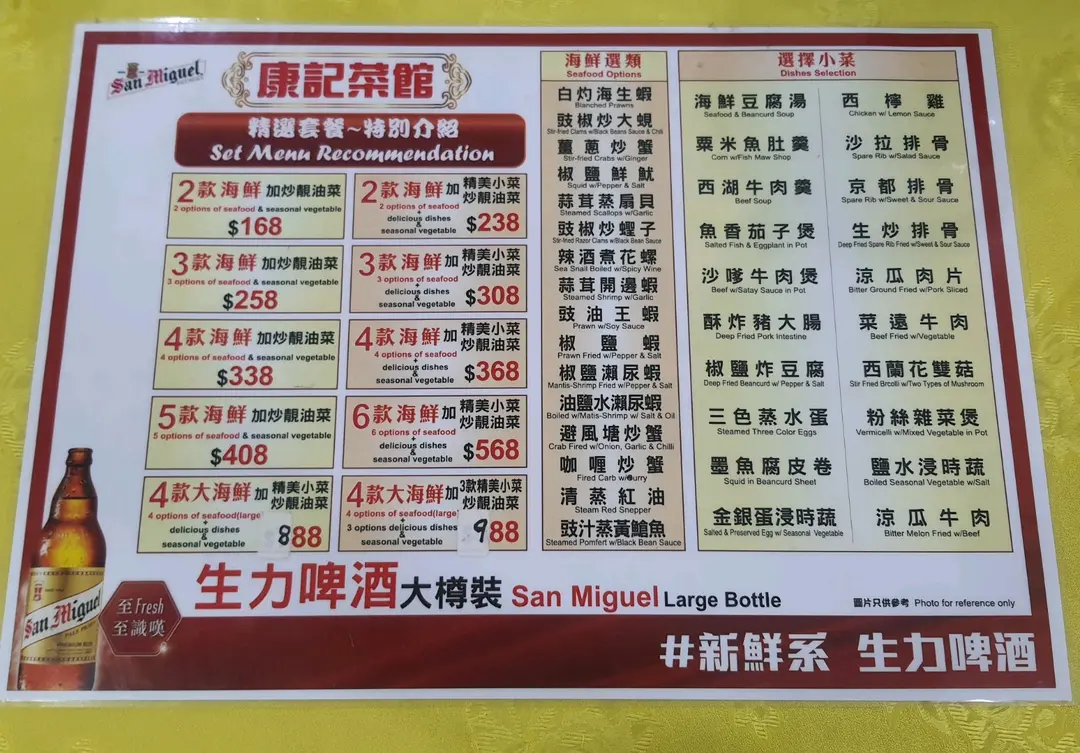 San Miguel
康記菜館
精選套餐~特別介紹
Set Menu Recommendation
2款海鮮加炒靚油菜
2 options of seafood & seasonal vegetable
$168
2款海鮮加精美小菜炒靚油菜
2 options of seafood
+
delicious dishes
&
seasonal vegetable
$238
3款海鮮加炒靚油菜
3 options of seafood & seasonal vegetable
$258
3款海鮮加精美小菜炒靚油菜
3 options of seafood
+
delicious dishes
&
seasonal vegetable
$308
4款海鮮加炒靚油菜
4 options of seafood & seasonal vegetable
$338
4款海鮮加精美小菜炒靚油菜
4 options of seafood
+
delicious dishes
&
seasonal vegetable
$368
5款海鮮加炒靚油菜
5 options of seafood & seasonal vegetable
$408
6款海鮮加精美小菜炒靚油菜
6 options of seafood
+
delicious dishes
&
seasonal vegetable
$568
4款大海鮮加精美小菜炒靚油菜
4 options of seafood(large
+
delicious dishes
&
seasonal vegetable
888
4款大海鮮加3款精美小菜炒靚油菜
4 options of seafood(large
+
3 options delicious dishes
&
seasonal vegetable
988
海鮮選類
Seafood Options
白灼海生蝦
Blanched Prawns
豉椒炒大蜆
Stir-fried Clams w/Black Beans Sauce & Chili
薑蔥炒蟹
Stir-fried Crabs w/Ginger
椒鹽鮮魷
Squid w/Pepper & Salt
蒜茸蒸扇貝
Steamed Scallops w/Garlic
豉椒炒蟶子
Stir-fried Razor Clams w/Black Bean Sauce
辣酒煮花螺
Sea Snail Boiled w/Spicy Wine
蒜茸開邊蝦
Steamed Shrimp w/Garlic
豉油王蝦
Prawn w/Soy Sauce
椒鹽蝦
Prawn Fried w/Pepper & Salt
椒鹽瀨尿蝦
Mantis-Shrimp Fried w/Pepper & Salt
油鹽水瀨尿蝦
Boiled w/Matis-Shrimp w/ Salt & Oil
避風塘炒蟹
Crab Fired w/Onion, Garlic & Chilli
咖喱炒蟹
Fired Carb w/Curry
清蒸紅油
Steam Red Snepper
豉汁蒸黃鱠魚
Steamed Pomfert w/Black Bean Sauce
選擇小菜
Dishes Selection
海鮮豆腐湯
Seafood & Beancurd Soup
粟米魚肚羹
Corn w/Fish Maw Shop
西湖牛肉羹
Beef Soup
魚香茄子煲
Salted Fish & Eggplant in Pot
沙嗲牛肉煲
Beef w/Satay Sauce in Pot
酥炸豬大腸
Deep Fried Pork Intestine
椒鹽炸豆腐
Deep Fried Beancurd w/Pepper & Salt
三色蒸水蛋
Steamed Three Color Eggs
墨魚腐皮卷
Squid in Beancurd Sheet
金銀蛋浸時蔬
Salted & Preserved Egg w/ Seasonal Vegetable
西檸雞
Chicken w/ Lemon Sauce
沙拉排骨
Spare Rib w/Salad Sauce
京都排骨
Spare Rib w/Sweet & Sour Sauce
生炒排骨
Deep Fired Spare Rib Fried w/Sweet & Sour Sauce
涼瓜肉片
Bitter Ground Fried w/Pork Sliced
菜遠牛肉
Beef Fried w/Vegetable
西蘭花雙菇
Stir Fried Brcolli w/Two Types of Mushroom
粉絲雜菜煲
Vermicelli w/Mixed Vegetable in Pot
鹽水浸時蔬
Boiled Seasonal Vegetable w/Salt
涼瓜牛肉
Bitter Melon Fried w/Beef
生力啤酒大樽裝 San Miguel Large Bottle
圖片只供參考 Photo for reference only
San Miguel
至Fresh
至識嘆
#新鮮系 生力啤酒